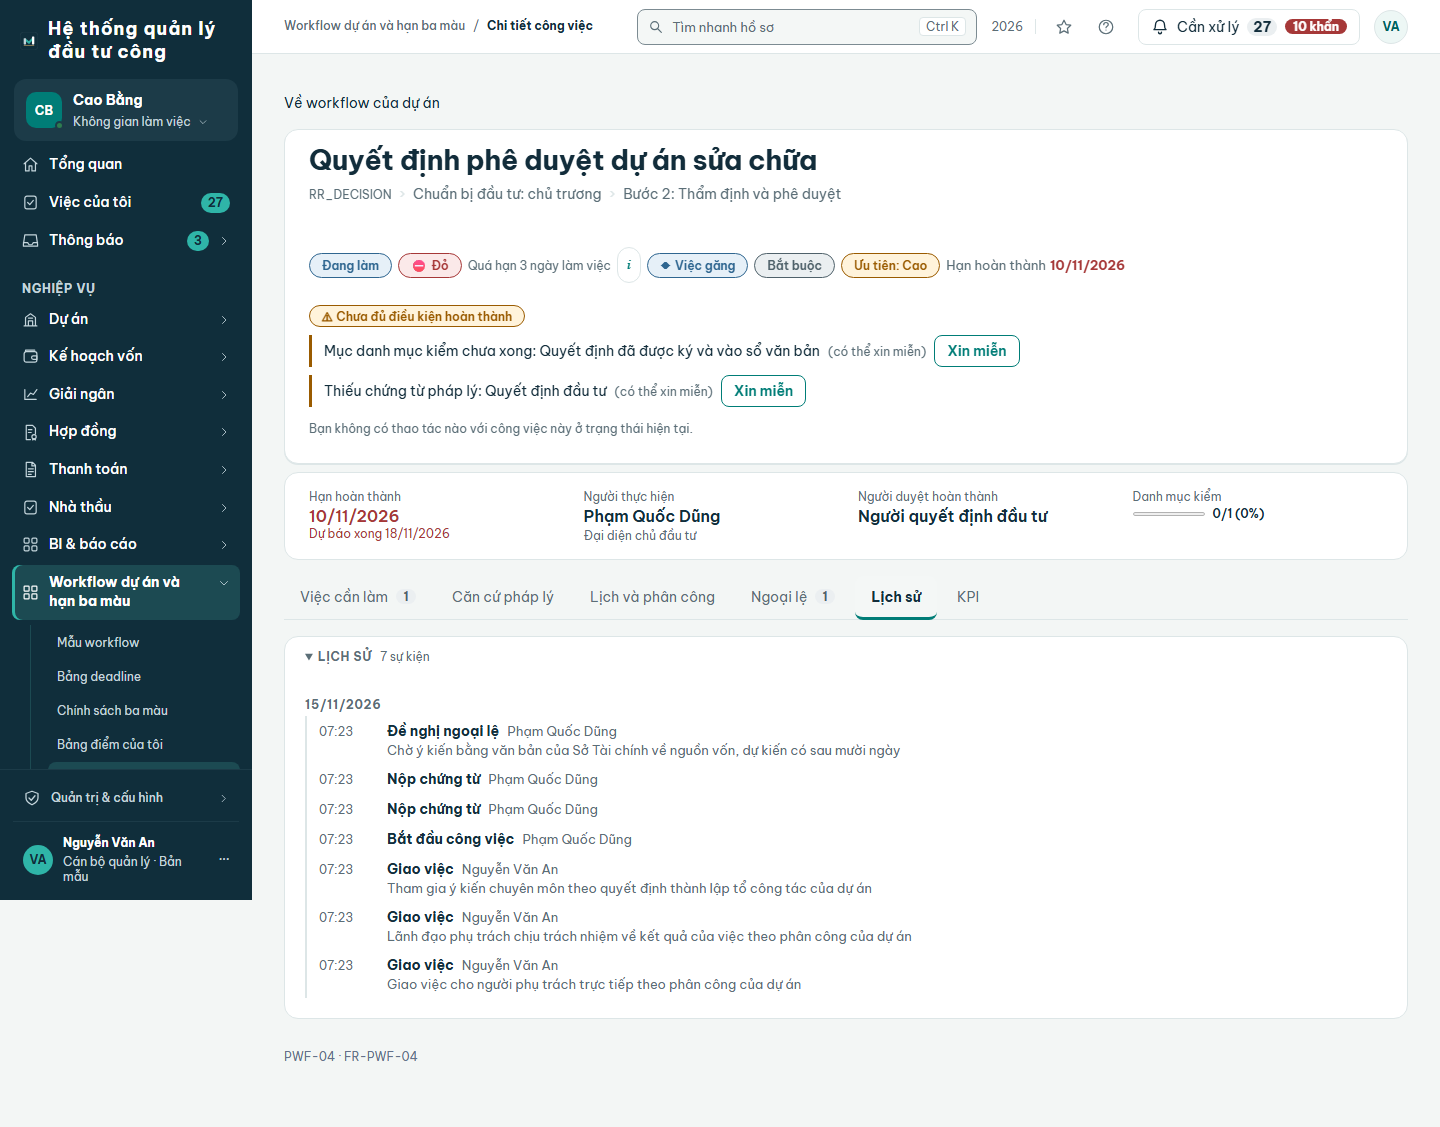 Hệ thống quản lý
đầu tư công
CB
Cao Bằng
Không gian làm việc
Tổng quan
Việc của tôi 27
Thông báo 3
NGHIỆP VỤ
Dự án
Kế hoạch vốn
Giải ngân
Hợp đồng
Thanh toán
Nhà thầu
BI & báo cáo
Workflow dự án và
hạn ba màu
Mẫu workflow
Bảng deadline
Chính sách ba màu
Bảng điểm của tôi
Quản trị & cấu hình
VA
Nguyễn Văn An
Cán bộ quản lý · Bản
mẫu
Workflow dự án và hạn ba màu / Chi tiết công việc
Tìm nhanh hồ sơ Ctrl K
2026
Cần xử lý 27 10 khẩn
VA
Về workflow của dự án
Quyết định phê duyệt dự án sửa chữa
RR_DECISION › Chuẩn bị đầu tư: chủ trương › Bước 2: Thẩm định và phê duyệt
Đang làm ⛔ Đỏ Quá hạn 3 ngày làm việc i ◆ Việc găng Bắt buộc Ưu tiên: Cao Hạn hoàn thành 10/11/2026
⚠ Chưa đủ điều kiện hoàn thành
Mục danh mục kiểm chưa xong: Quyết định đã được ký và vào sổ văn bản (có thể xin miễn) Xin miễn
Thiếu chứng từ pháp lý: Quyết định đầu tư (có thể xin miễn) Xin miễn
Bạn không có thao tác nào với công việc này ở trạng thái hiện tại.
Hạn hoàn thành
10/11/2026
Dự báo xong 18/11/2026
Người thực hiện
Phạm Quốc Dũng
Đại diện chủ đầu tư
Người duyệt hoàn thành
Người quyết định đầu tư
Danh mục kiểm
0/1 (0%)
Việc cần làm 1 Căn cứ pháp lý Lịch và phân công Ngoại lệ 1 Lịch sử KPI
▼ LỊCH SỬ 7 sự kiện
15/11/2026
07:23 Đề nghị ngoại lệ Phạm Quốc Dũng
Chờ ý kiến bằng văn bản của Sở Tài chính về nguồn vốn, dự kiến có sau mười ngày
07:23 Nộp chứng từ Phạm Quốc Dũng
07:23 Nộp chứng từ Phạm Quốc Dũng
07:23 Bắt đầu công việc Phạm Quốc Dũng
07:23 Giao việc Nguyễn Văn An
Tham gia ý kiến chuyên môn theo quyết định thành lập tổ công tác của dự án
07:23 Giao việc Nguyễn Văn An
Lãnh đạo phụ trách chịu trách nhiệm về kết quả của việc theo phân công của dự án
07:23 Giao việc Nguyễn Văn An
Giao việc cho người phụ trách trực tiếp theo phân công của dự án
PWF-04 · FR-PWF-04